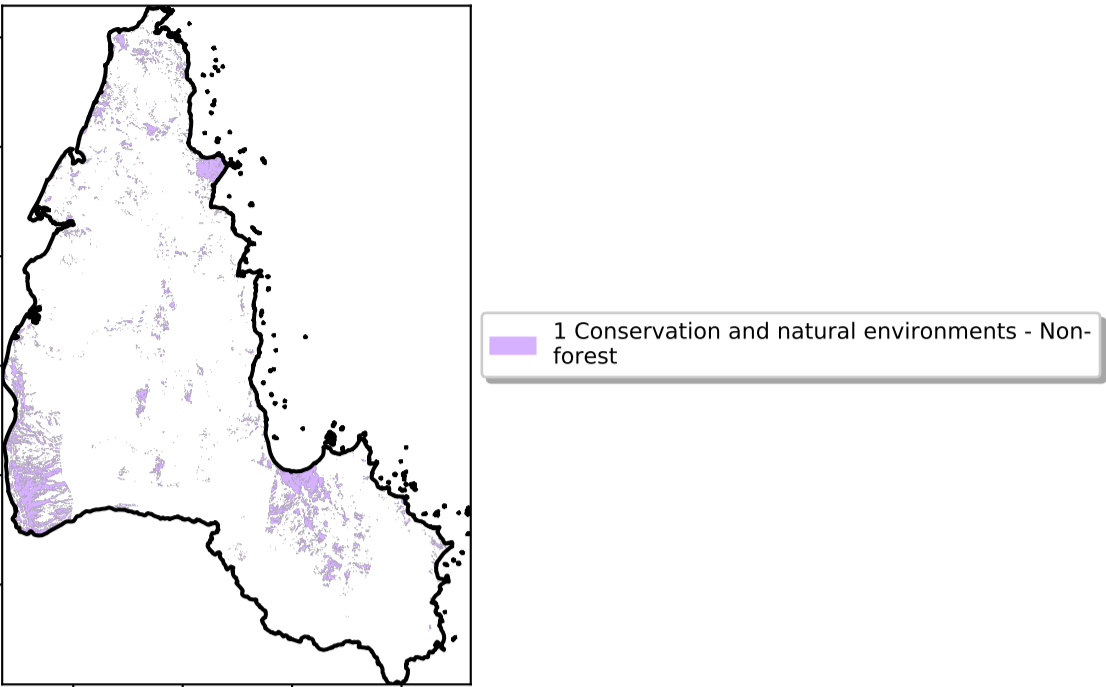 1 Conservation and natural environments - Non-
forest